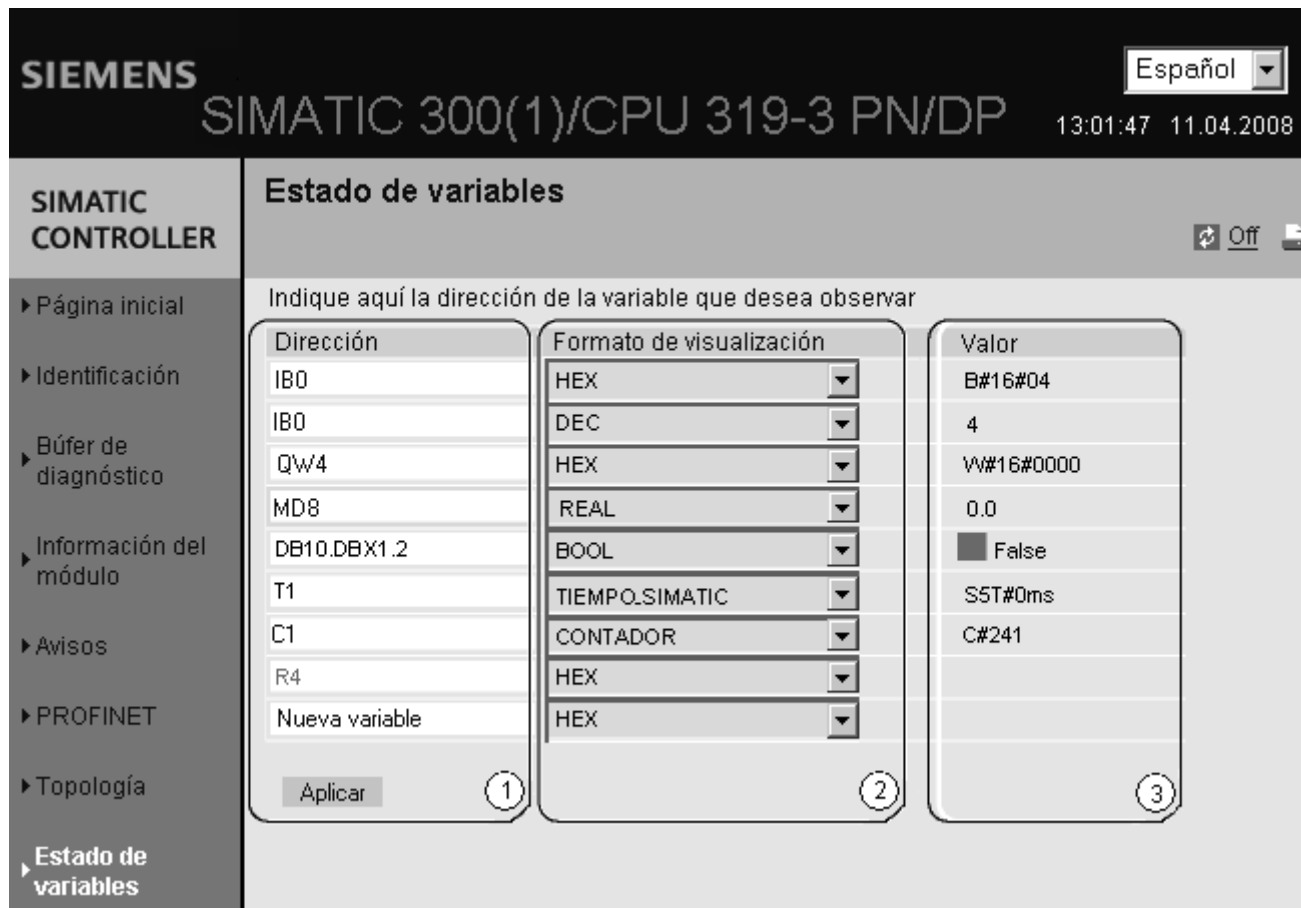 SIEMENS
Español
SIMATIC 300(1)/CPU 319-3 PN/DP
13:01:47 11.04.2008
SIMATIC
CONTROLLER
Estado de variables
Off
Página inicial
Identificación
Búfer de
diagnóstico
Información del
módulo
Avisos
PROFINET
Topología
Estado de
variables
Indique aquí la dirección de la variable que desea observar
Dirección Formato de visualización Valor
IB0 HEX B#16#04
IB0 DEC 4
QW4 HEX W#16#0000
MD8 REAL 0.0
DB10.DBX1.2 BOOL False
T1 TIEMPO_SIMATIC S5T#0ms
C1 CONTADOR C#241
R4 HEX
Nueva variable HEX
Aplicar 1 2 3